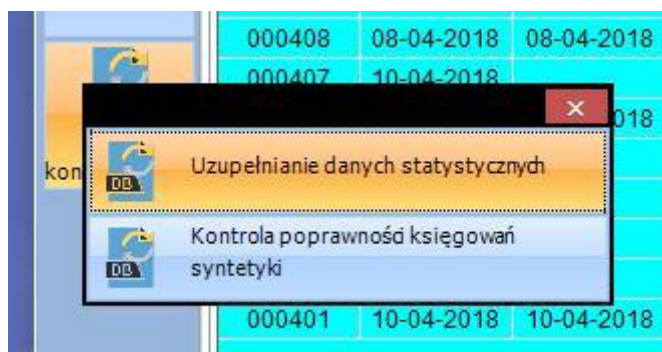 000408 08-04-2018 08-04-2018
000407 10-04-2018
018
Uzupełnianie danych statystycznych
kon
DB
Kontrola poprawności księgowań
syntetyki
DB
000401 10-04-2018 10-04-2018